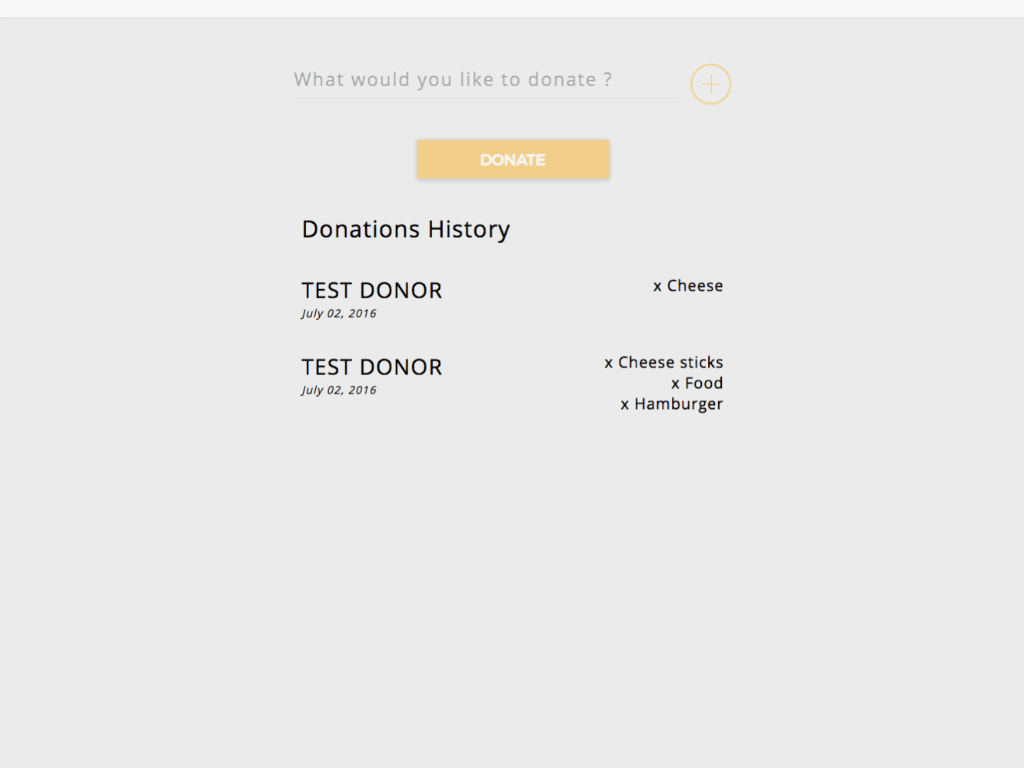 What would you like to donate ?
DONATE
Donations History
TEST DONOR
x Cheese
July 02, 2016
TEST DONOR
x Cheese sticks
x Food
July 02, 2016
x Hamburger